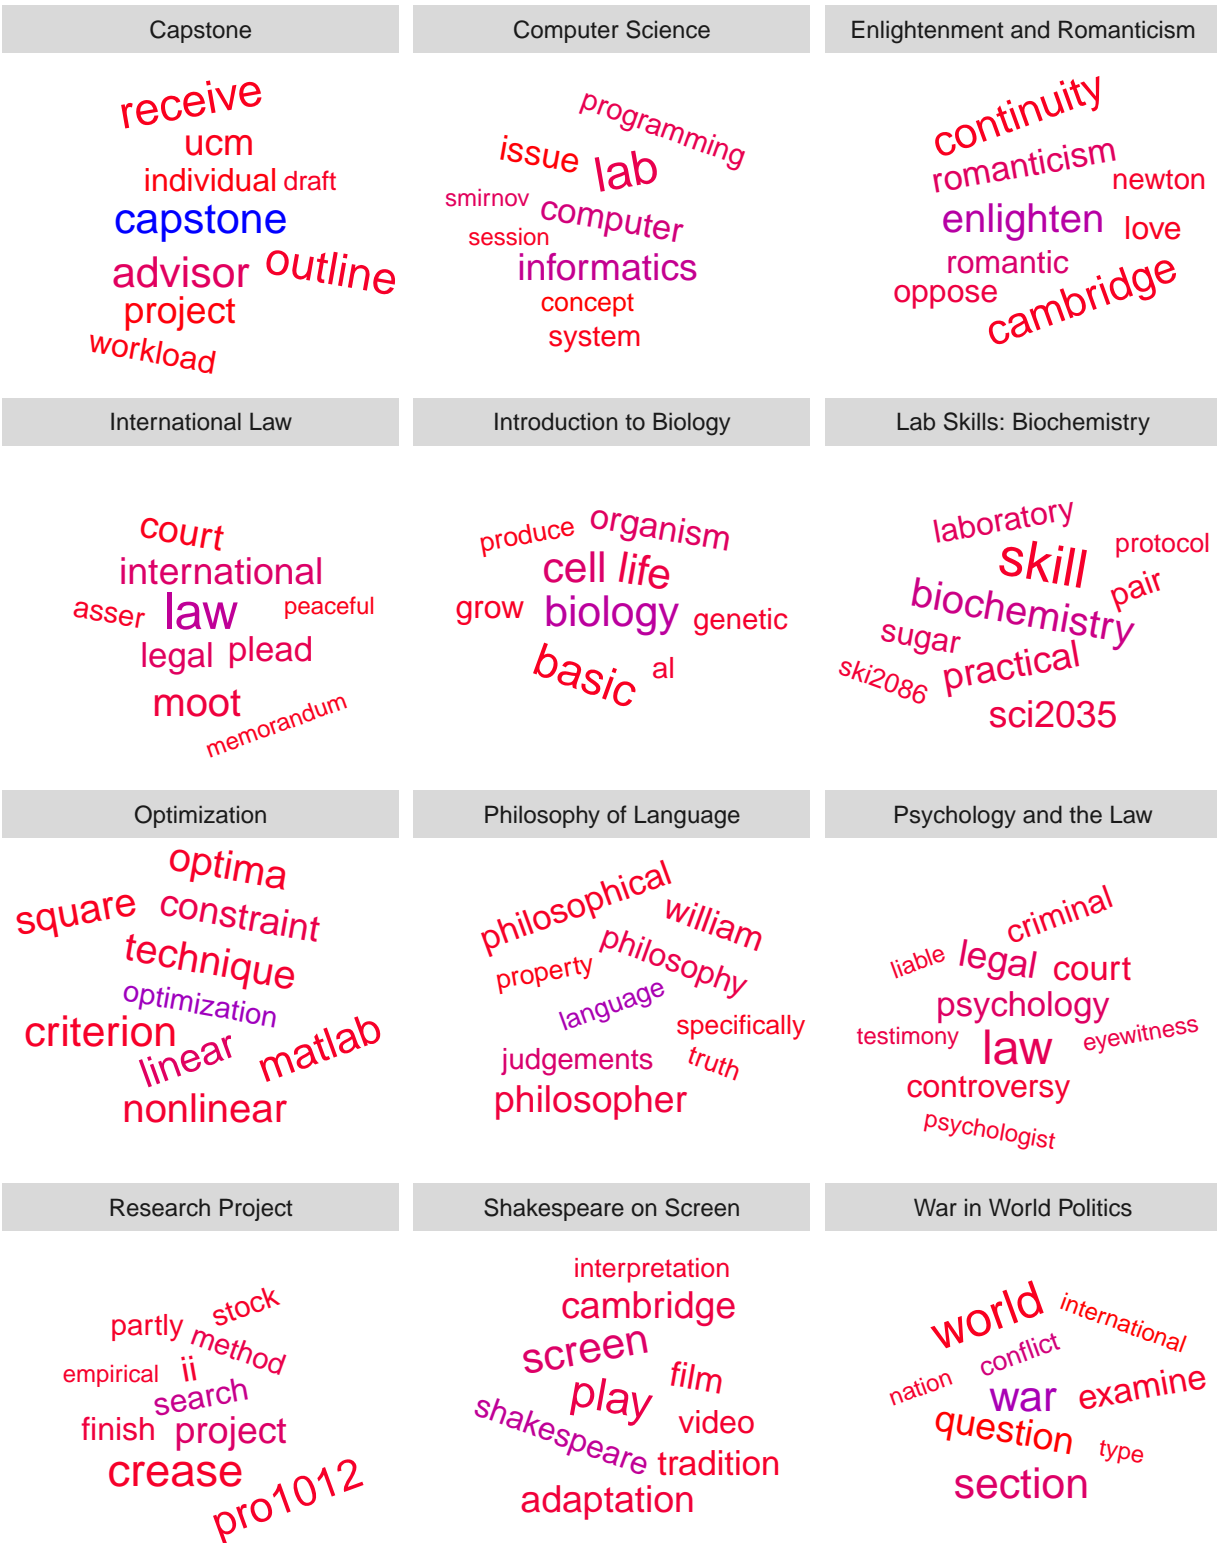 Capstone
receive
ucm
individual draft
capstone
advisor outline
project
workload
Computer Science
programming
issue lab
smirnov computer
session
informatics
concept
system
Enlightenment and Romanticism
continuity
romanticism
newton
enlighten love
romantic
oppose
cambridge
International Law
court
international
asser law peaceful
legal plead
moot
memorandum
Introduction to Biology
produce organism
cell life
grow biology genetic
basic al
Lab Skills: Biochemistry
laboratory
skill protocol
biochemistry pair
sugar
ski2086 practical
sci2035
Optimization
optima
square constraint
technique
optimization
criterion
linear matlab
nonlinear
Philosophy of Language
philosophical
william
philosophy
property
language
specifically
judgements truth
philosopher
Psychology and the Law
criminal
liable legal court
psychology
testimony law eyewitness
controversy
psychologist
Research Project
stock
partly method
empirical ii
search
finish project
crease
pro1012
Shakespeare on Screen
interpretation
cambridge
screen
play film
shakespeare video
tradition
adaptation
War in World Politics
world international
conflict
nation war examine
question type
section